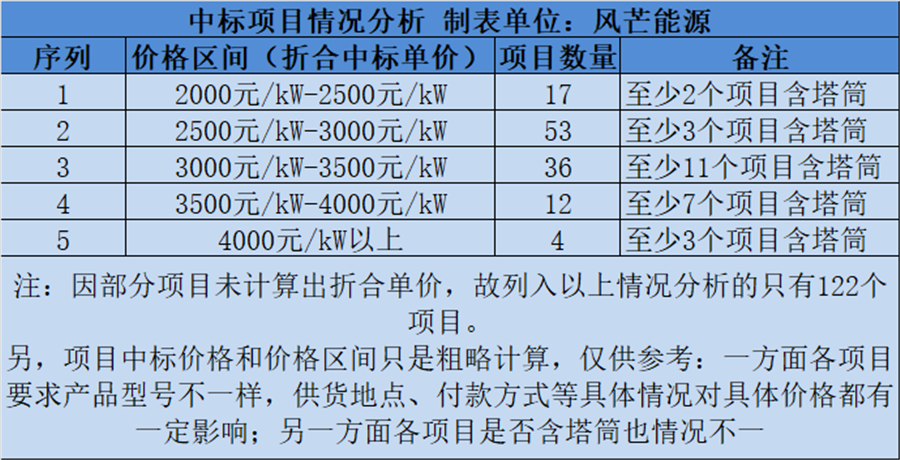 中标项目情况分析 制表单位：风芒能源
序列 价格区间（折合中标单价） 项目数量 备注
1 2000元/kW-2500元/kW 17 至少2个项目含塔筒
2 2500元/kW-3000元/kW 53 至少3个项目含塔筒
3 3000元/kW-3500元/kW 36 至少11个项目含塔筒
4 3500元/kW-4000元/kW 12 至少7个项目含塔筒
5 4000元/kW以上 4 至少3个项目含塔筒
注：因部分项目未计算出折合单价，故列入以上情况分析的只有122个
项目。
另，项目中标价格和价格区间只是粗略计算，仅供参考：一方面各项目
要求产品型号不一样，供货地点、付款方式等具体情况对具体价格都有
一定影响；另一方面各项目是否含塔筒也情况不一